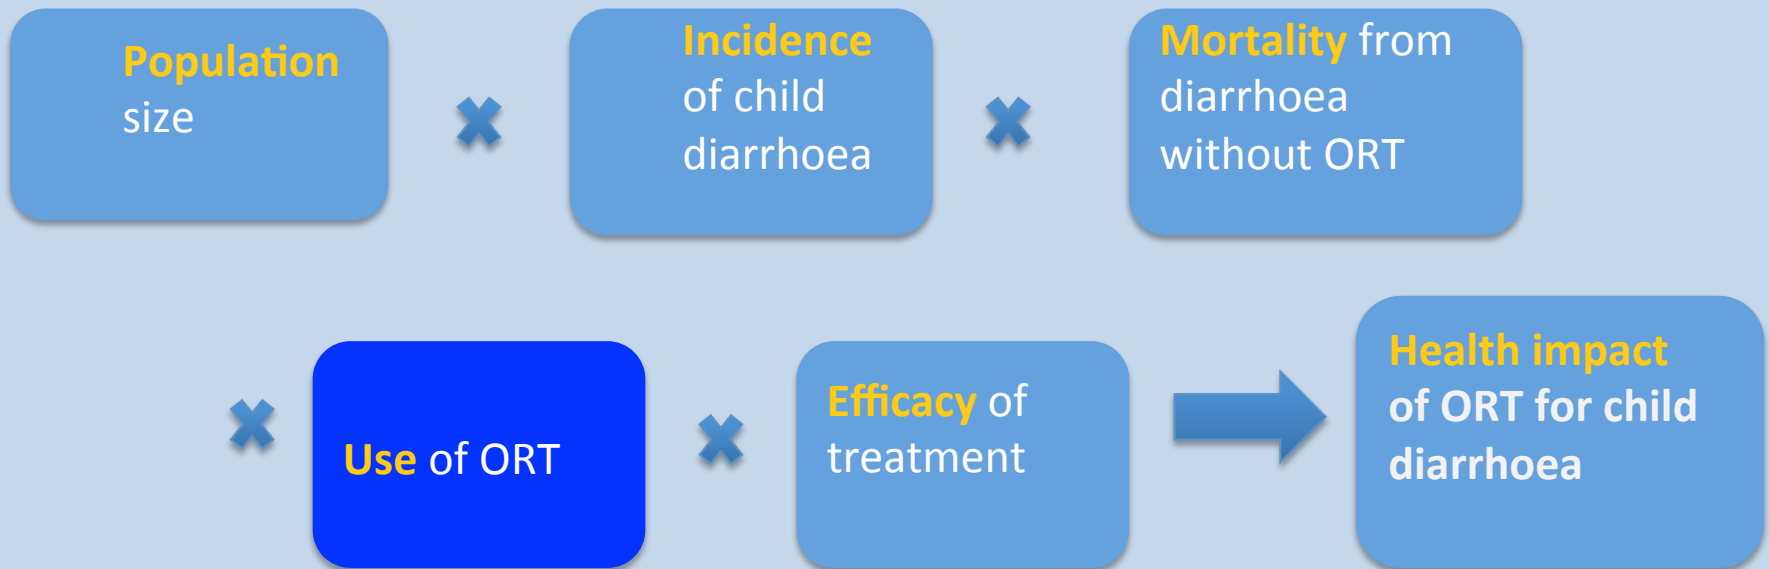 Population
size
Incidence
of child
diarrhoea
Mortality from
diarrhoea
without ORT
Use of ORT
Efficacy of
treatment
Health impact
of ORT for child
diarrhoea